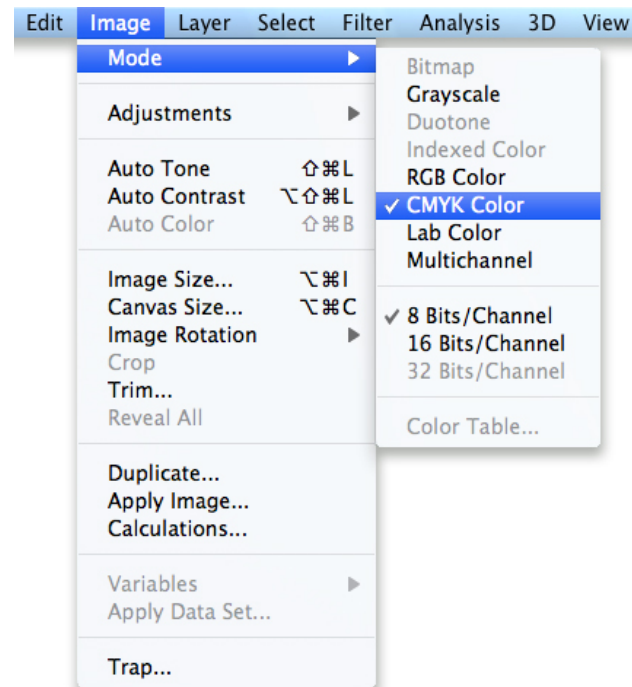 Edit Image Layer Select Filter Analysis 3D View
Mode
Adjustments
Auto Tone ⇧⌘L
Auto Contrast ⌥⇧⌘L
Auto Color ⇧⌘B
Image Size... ⌥⌘I
Canvas Size... ⌥⌘C
Image Rotation
Crop
Trim...
Reveal All
Duplicate...
Apply Image...
Calculations...
Variables
Apply Data Set...
Trap...
Bitmap
Grayscale
Duotone
Indexed Color
RGB Color
✓ CMYK Color
Lab Color
Multichannel
✓ 8 Bits/Channel
16 Bits/Channel
32 Bits/Channel
Color Table...